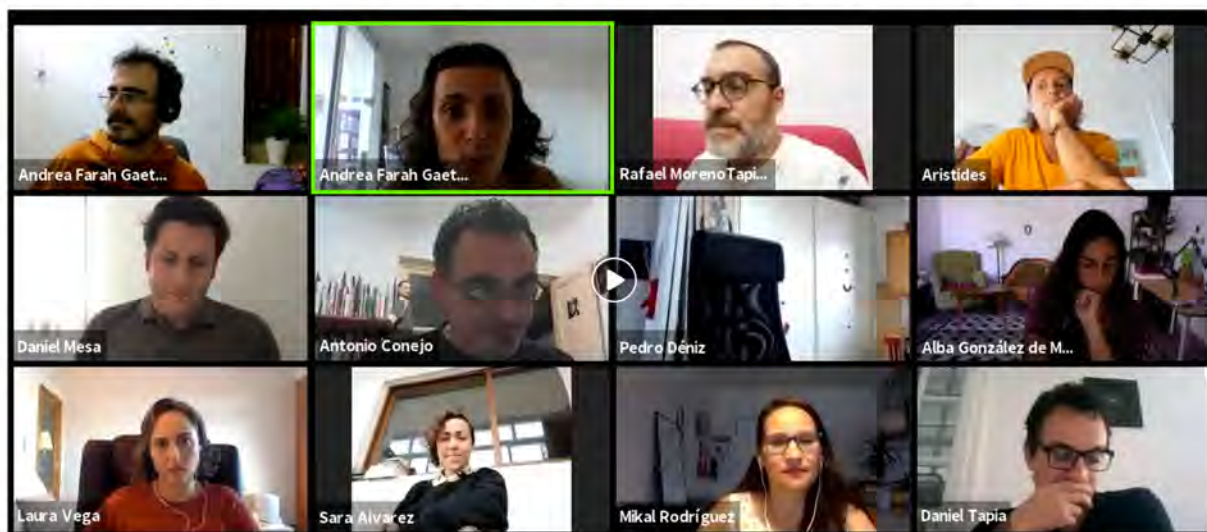 Andrea Farah Gaet...
Andrea Farah Gaet...
Rafael MorenoTapi...
Aristides
Daniel Mesa
Antonio Conejo
Pedro Déniz
Alba González de M...
Laura Vega
Sara Alvarez
Mikal Rodríguez
Daniel Tapia